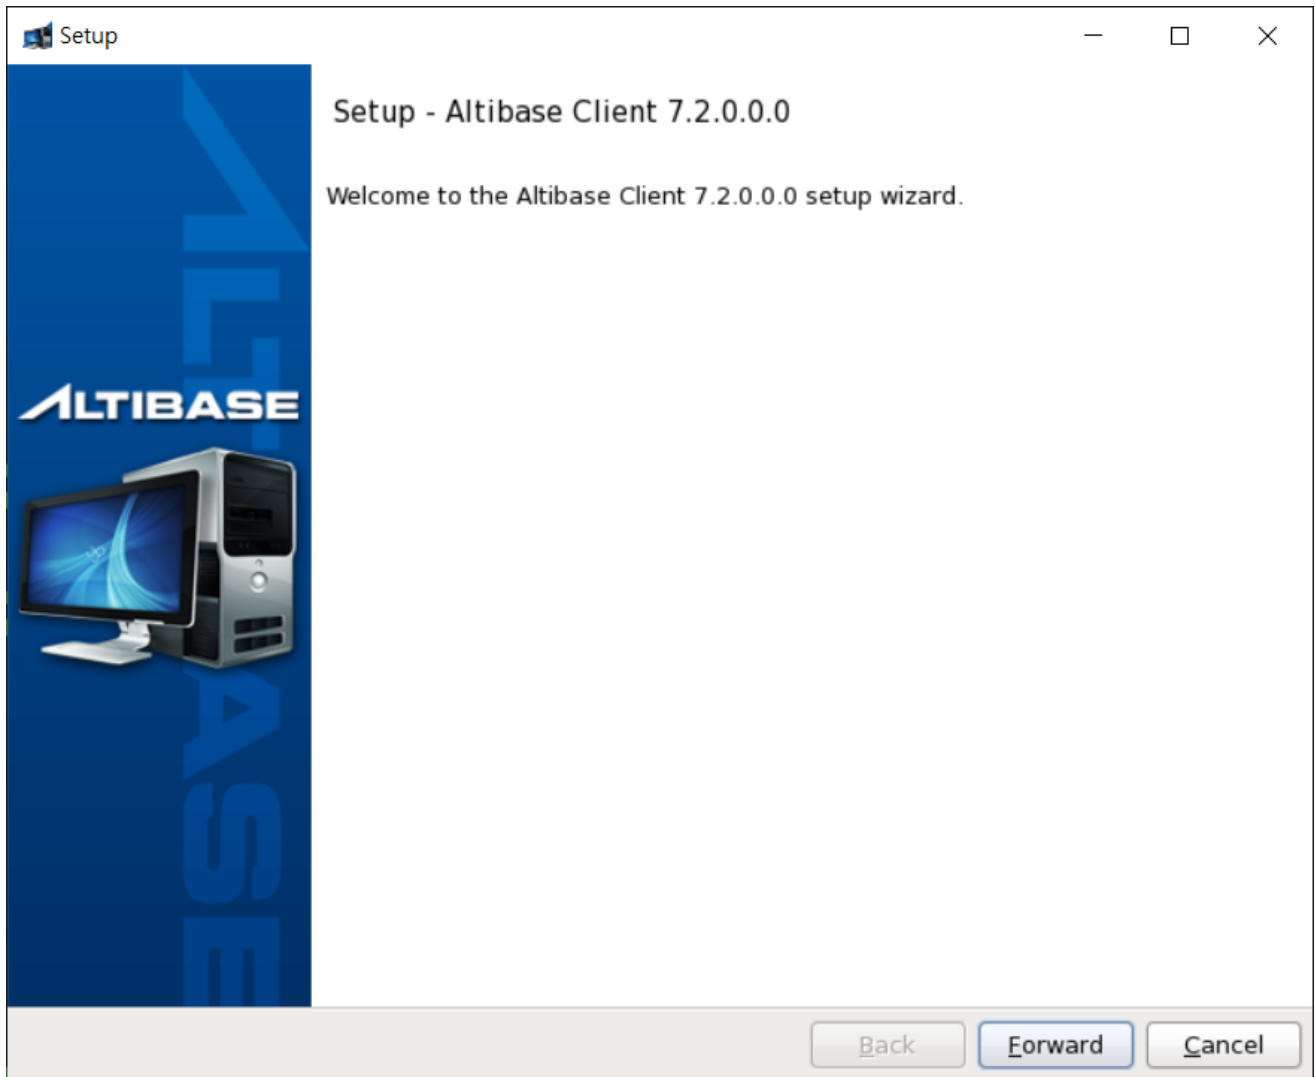 Setup
Setup - Altibase Client 7.2.0.0.0
Welcome to the Altibase Client 7.2.0.0.0 setup wizard.
ALTIBASE
ALTIBASE
Back
Forward
Cancel